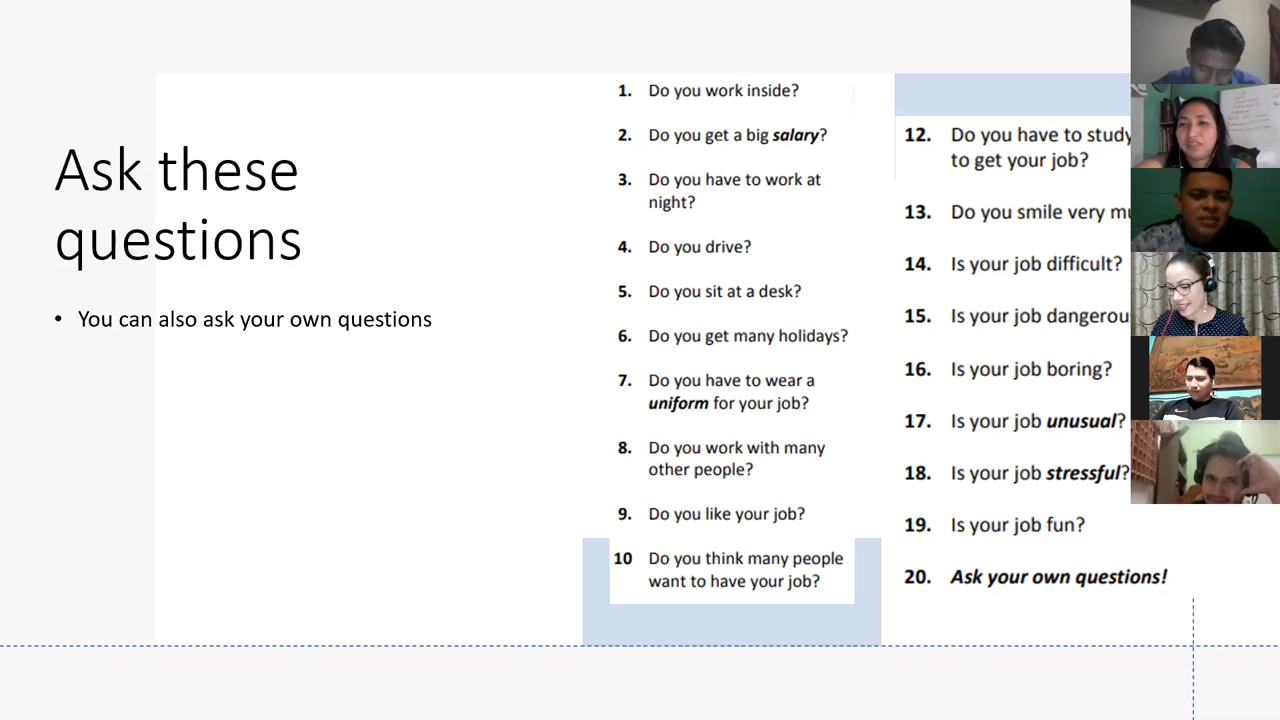 Ask these
questions
• You can also ask your own questions
1. Do you work inside?
2. Do you get a big salary?
3. Do you have to work at
night?
4. Do you drive?
5. Do you sit at a desk?
6. Do you get many holidays?
7. Do you have to wear a
uniform for your job?
8. Do you work with many
other people?
9. Do you like your job?
10 Do you think many people
want to have your job?
12. Do you have to study
to get your job?
13. Do you smile very
14. Is your job difficult?
15. Is your job
16. Is your job boring?
17. Is your job unusual?
18. Is your job stressful?
19. Is your job fun?
20. Ask your own questions!